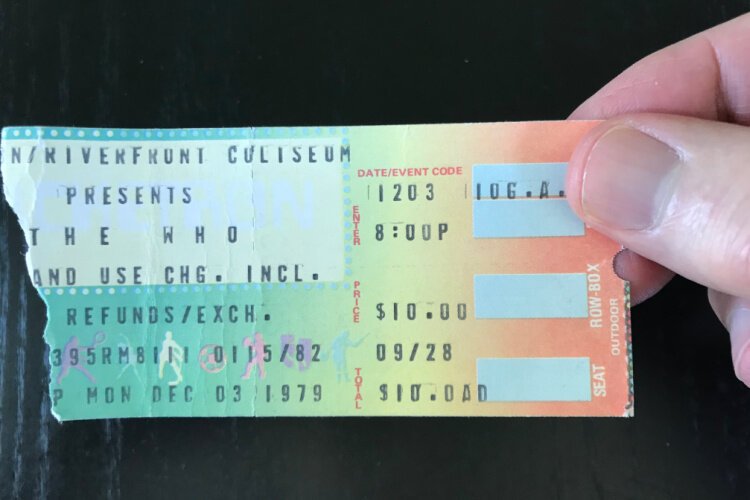 N/RIVERFRONT COLISEUM
PRESENTS
THE WHO
AND USE CHG. INCL.
REFUNDS/EXCH.
395RM8111 0115/82
P MON DEC 03 1979
DATE/EVENT CODE
1203 10G.A.
ENTER
8:00P
PRICE
$10.00
09/28
TOTAL
$10.0AD
ROW-BOX
OUTDOOR
SEAT